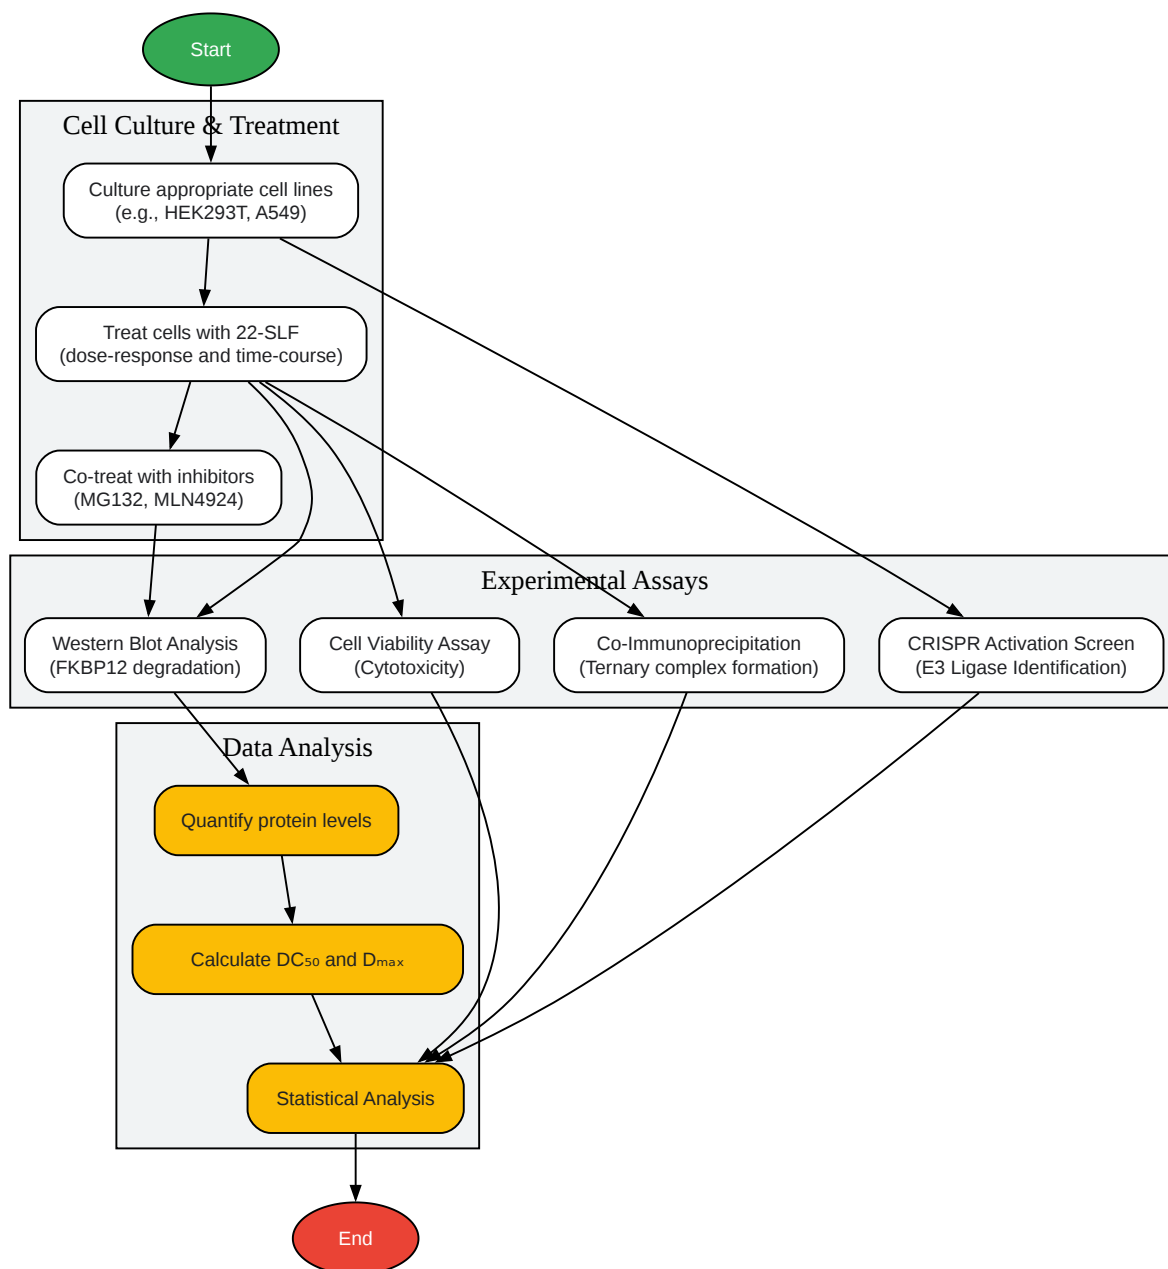 Start
Cell Culture & Treatment
Culture appropriate cell lines
(e.g., HEK293T, A549)
Treat cells with 22-SLF
(dose-response and time-course)
Co-treat with inhibitors
(MG132, MLN4924)
Experimental Assays
Western Blot Analysis
(FKBP12 degradation)
Cell Viability Assay
(Cytotoxicity)
Co-Immunoprecipitation
(Ternary complex formation)
CRISPR Activation Screen
(E3 Ligase Identification)
Data Analysis
Quantify protein levels
Calculate DC₅₀ and Dₘₐₓ
Statistical Analysis
End